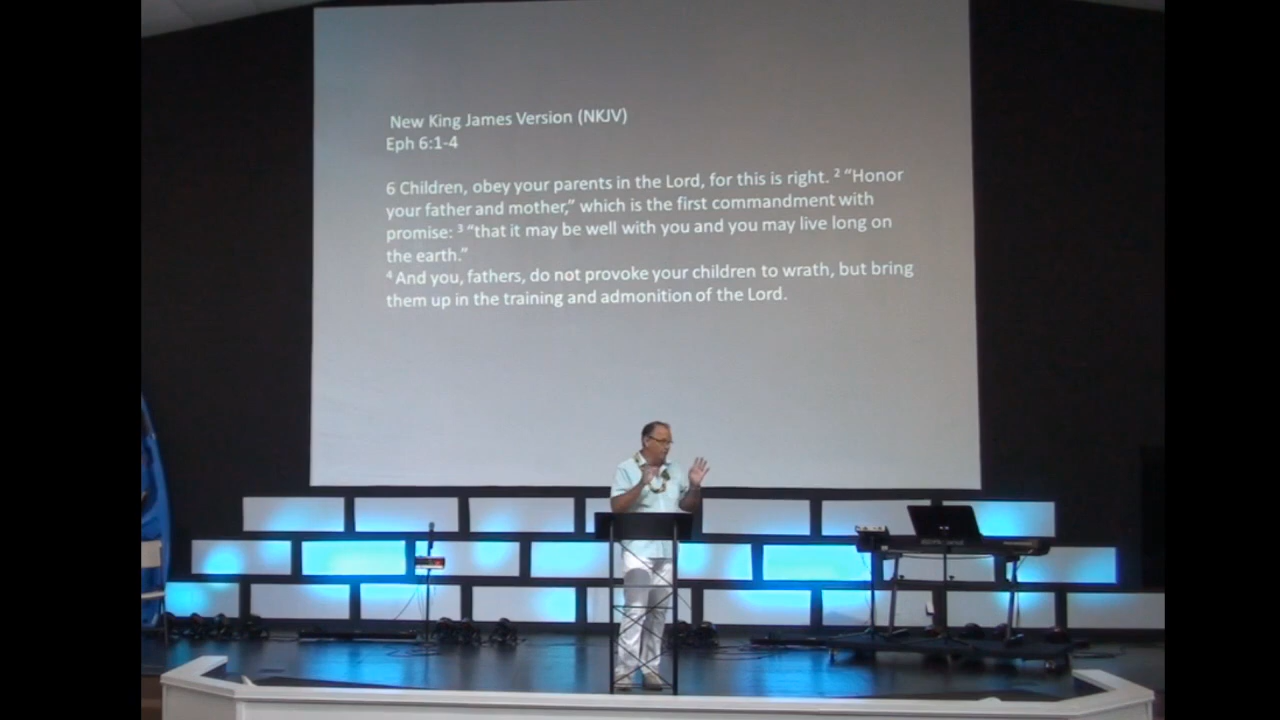 New King James Version (NKJV)
Eph 6:1-4
6 Children, obey your parents in the Lord, for this is right. ² “Honor
your father and mother,” which is the first commandment with
promise: ³ “that it may be well with you and you may live long on
the earth.”
⁴ And you, fathers, do not provoke your children to wrath, but bring
them up in the training and admonition of the Lord.